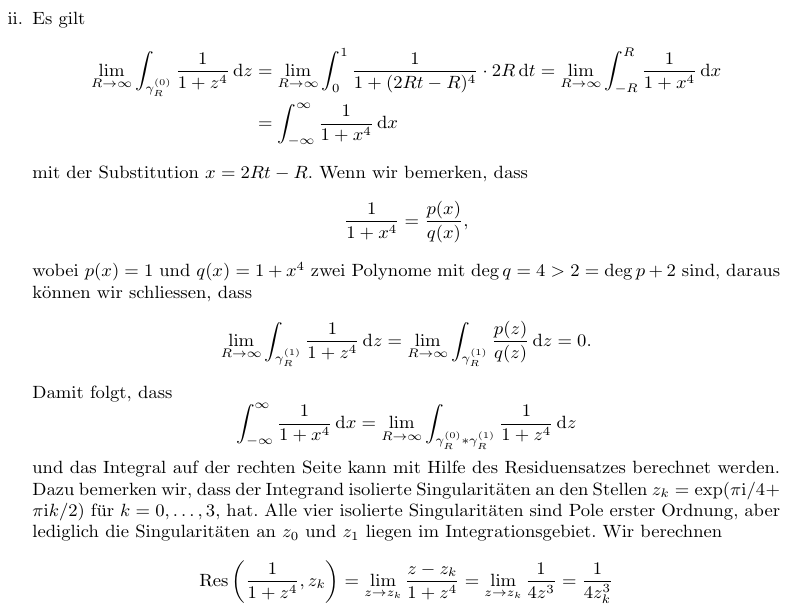 ii. Es gilt
$$\lim_{R\to\infty} \int_{\gamma_R^{(0)}} \frac{1}{1+z^4}\,\mathrm{d}z = \lim_{R\to\infty} \int_0^1 \frac{1}{1+(2Rt-R)^4} \cdot 2R\,\mathrm{d}t = \lim_{R\to\infty} \int_{-R}^{R} \frac{1}{1+x^4}\,\mathrm{d}x$$
$$= \int_{-\infty}^{\infty} \frac{1}{1+x^4}\,\mathrm{d}x$$
mit der Substitution $x = 2Rt - R$. Wenn wir bemerken, dass
$$\frac{1}{1+x^4} = \frac{p(x)}{q(x)},$$
wobei $p(x) = 1$ und $q(x) = 1 + x^4$ zwei Polynome mit $\deg q = 4 > 2 = \deg p + 2$ sind, daraus
können wir schliessen, dass
$$\lim_{R\to\infty} \int_{\gamma_R^{(1)}} \frac{1}{1+z^4}\,\mathrm{d}z = \lim_{R\to\infty} \int_{\gamma_R^{(1)}} \frac{p(z)}{q(z)}\,\mathrm{d}z = 0.$$
Damit folgt, dass
$$\int_{-\infty}^{\infty} \frac{1}{1+x^4}\,\mathrm{d}x = \lim_{R\to\infty} \int_{\gamma_R^{(0)} * \gamma_R^{(1)}} \frac{1}{1+z^4}\,\mathrm{d}z$$
und das Integral auf der rechten Seite kann mit Hilfe des Residuensatzes berechnet werden.
Dazu bemerken wir, dass der Integrand isolierte Singularitäten an den Stellen $z_k = \exp(\pi\mathrm{i}/4+$
$\pi\mathrm{i}k/2)$ für $k = 0, \ldots, 3$, hat. Alle vier isolierte Singularitäten sind Pole erster Ordnung, aber
lediglich die Singularitäten an $z_0$ und $z_1$ liegen im Integrationsgebiet. Wir berechnen
$$\mathrm{Res}\left(\frac{1}{1+z^4}, z_k\right) = \lim_{z\to z_k} \frac{z-z_k}{1+z^4} = \lim_{z\to z_k} \frac{1}{4z^3} = \frac{1}{4z_k^3}$$